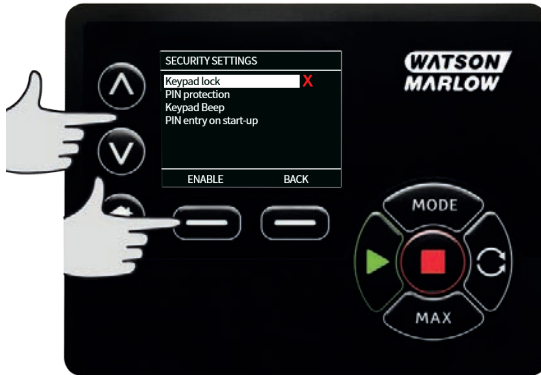 SECURITY SETTINGS
Keypad lock X
PIN protection
Keypad Beep
PIN entry on start-up
ENABLE BACK
WATSON
MARLOW
MODE
MAX